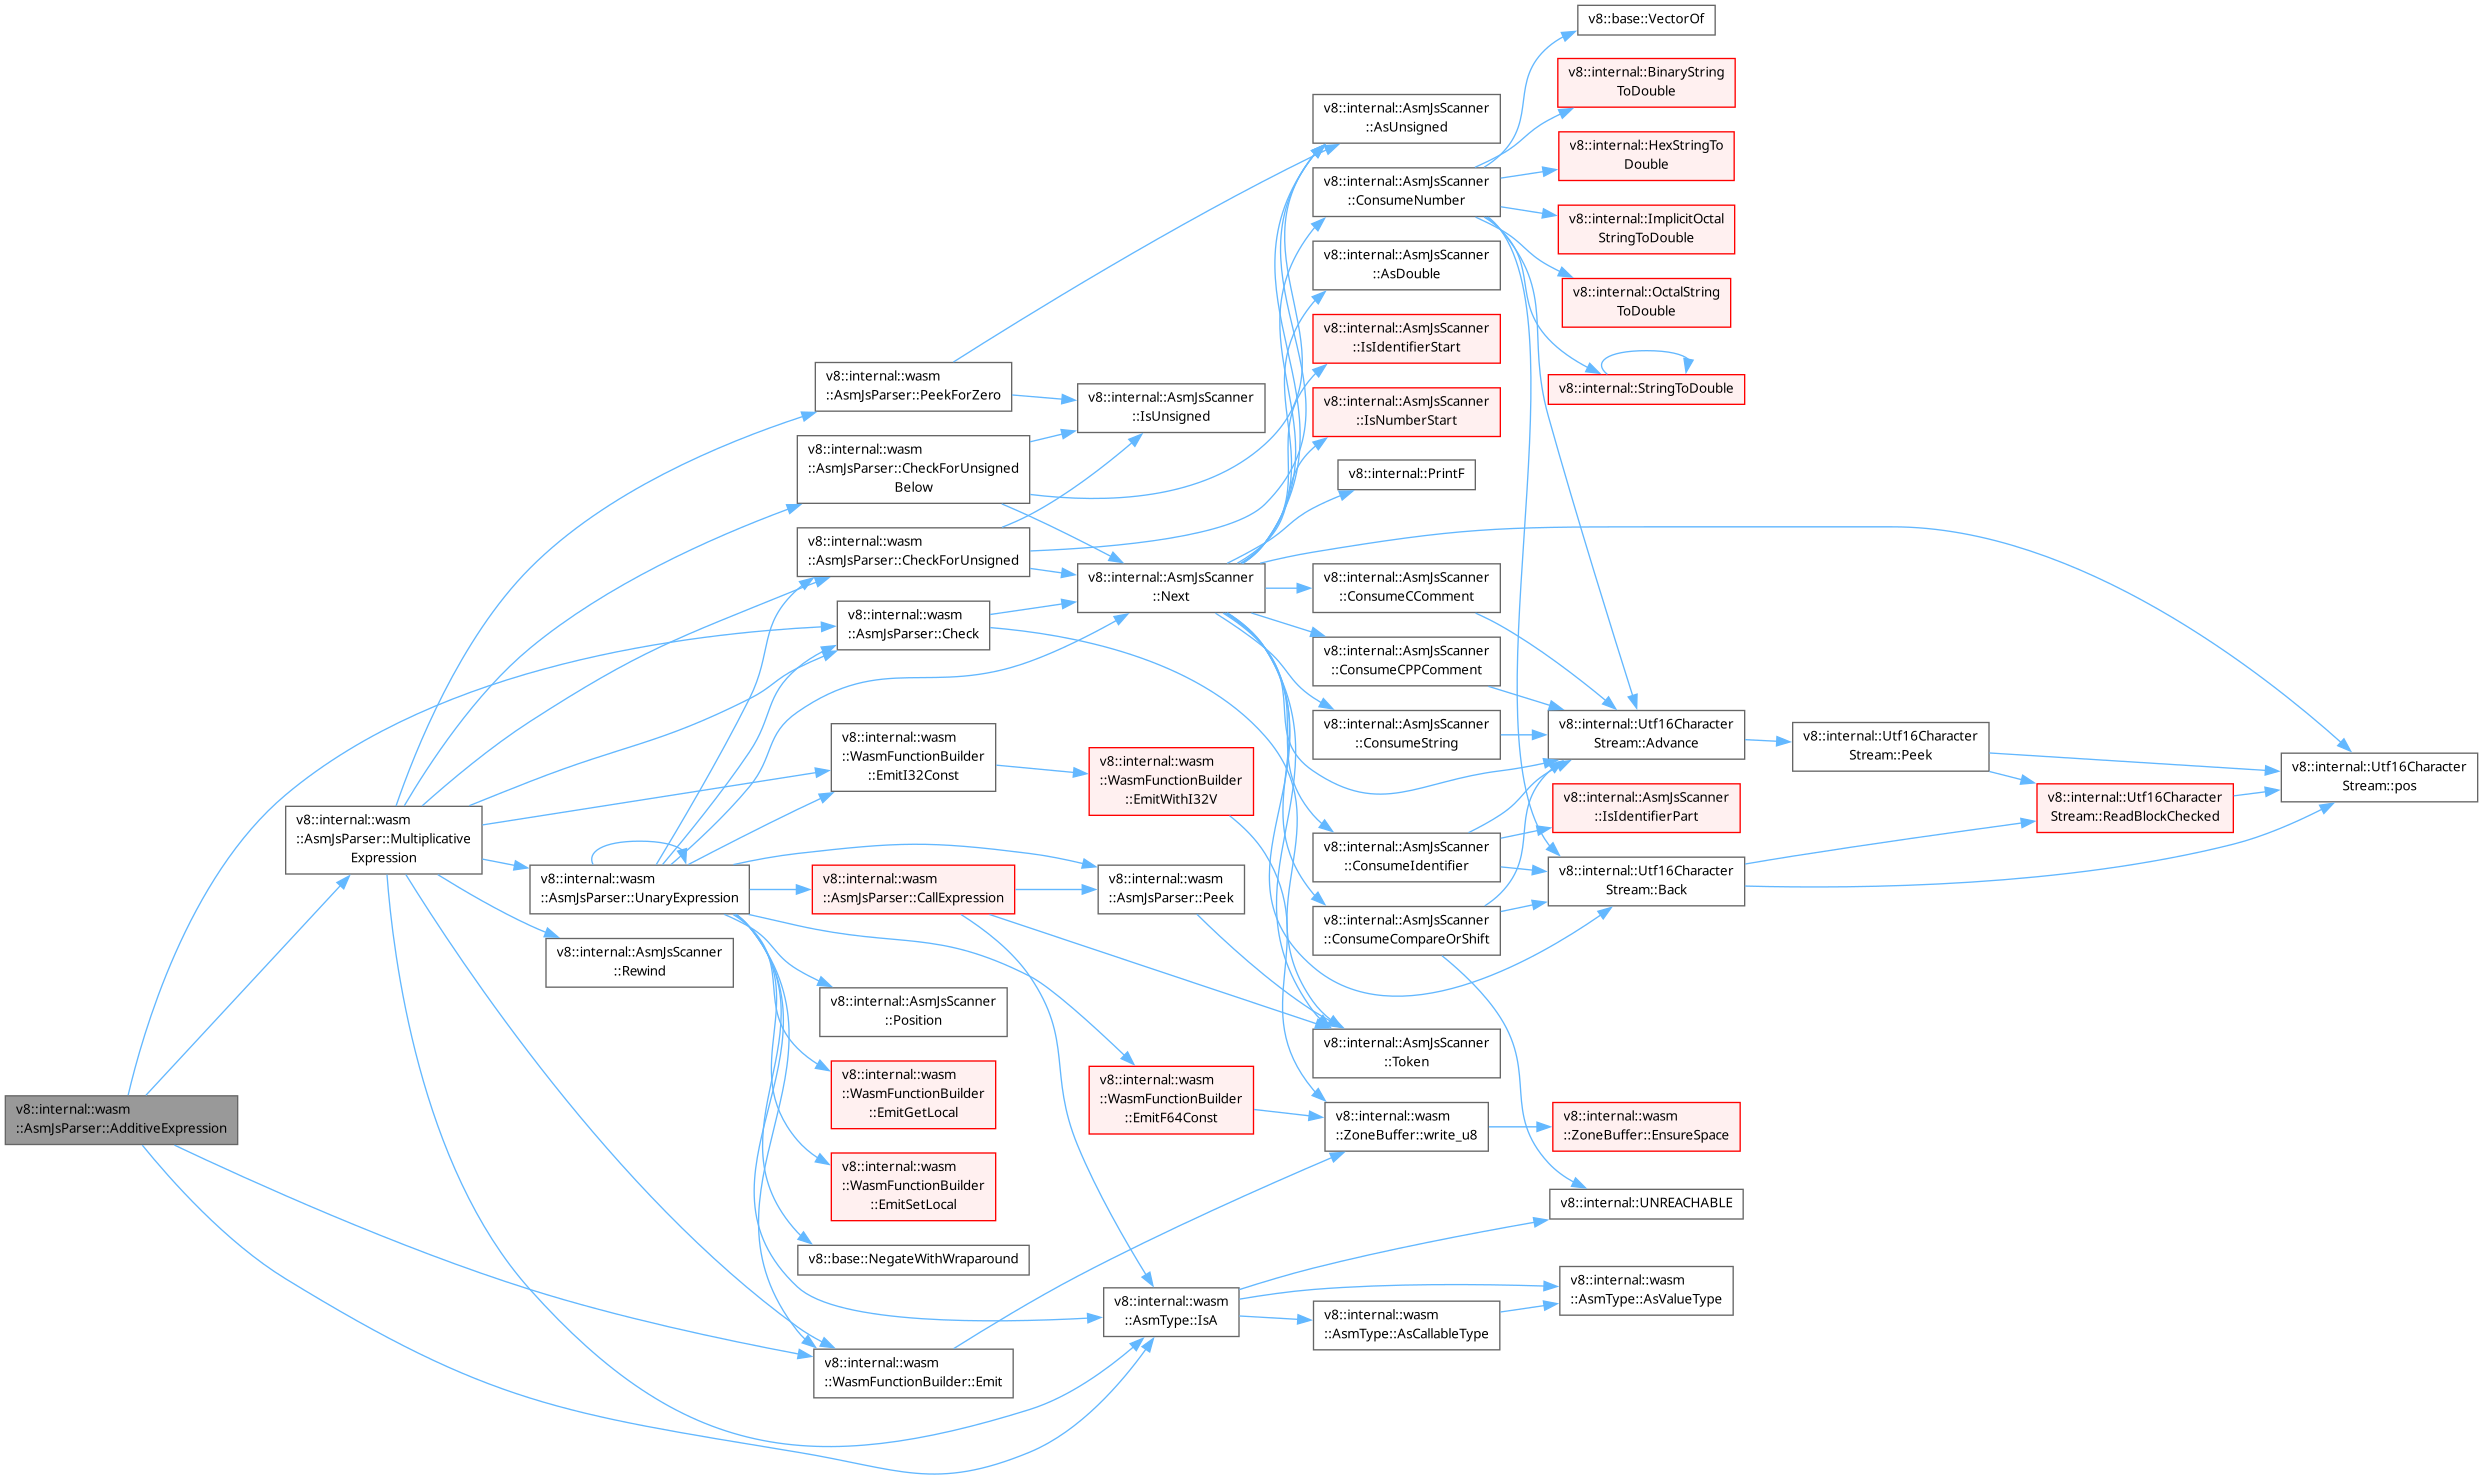 v8::internal::wasm
::AsmJsParser::AdditiveExpression
v8::internal::wasm
::AsmJsParser::Multiplicative
Expression
v8::internal::wasm
::AsmJsParser::UnaryExpression
v8::internal::AsmJsScanner
::Rewind
v8::internal::wasm
::AsmJsParser::PeekForZero
v8::internal::wasm
::AsmJsParser::CheckForUnsigned
Below
v8::internal::wasm
::AsmJsParser::CheckForUnsigned
v8::internal::wasm
::AsmJsParser::Check
v8::internal::wasm
::WasmFunctionBuilder
::EmitI32Const
v8::internal::wasm
::AsmJsParser::CallExpression
v8::internal::AsmJsScanner
::Position
v8::internal::wasm
::WasmFunctionBuilder
::EmitGetLocal
v8::internal::wasm
::WasmFunctionBuilder
::EmitSetLocal
v8::base::NegateWithWraparound
v8::internal::wasm
::WasmFunctionBuilder::Emit
v8::internal::AsmJsScanner
::IsUnsigned
v8::internal::AsmJsScanner
::Next
v8::internal::wasm
::WasmFunctionBuilder
::EmitWithI32V
v8::internal::wasm
::AsmJsParser::Peek
v8::internal::wasm
::WasmFunctionBuilder
::EmitF64Const
v8::internal::wasm
::AsmType::IsA
v8::internal::AsmJsScanner
::AsUnsigned
v8::internal::AsmJsScanner
::ConsumeNumber
v8::internal::AsmJsScanner
::AsDouble
v8::internal::AsmJsScanner
::IsIdentifierStart
v8::internal::AsmJsScanner
::IsNumberStart
v8::internal::PrintF
v8::internal::AsmJsScanner
::ConsumeCComment
v8::internal::AsmJsScanner
::ConsumeCPPComment
v8::internal::AsmJsScanner
::ConsumeString
v8::internal::AsmJsScanner
::ConsumeIdentifier
v8::internal::AsmJsScanner
::ConsumeCompareOrShift
v8::internal::AsmJsScanner
::Token
v8::internal::wasm
::ZoneBuffer::write_u8
v8::internal::wasm
::AsmType::AsCallableType
v8::base::VectorOf
v8::internal::BinaryString
ToDouble
v8::internal::HexStringTo
Double
v8::internal::ImplicitOctal
StringToDouble
v8::internal::OctalString
ToDouble
v8::internal::StringToDouble
v8::internal::Utf16Character
Stream::Advance
v8::internal::AsmJsScanner
::IsIdentifierPart
v8::internal::Utf16Character
Stream::Back
v8::internal::wasm
::ZoneBuffer::EnsureSpace
v8::internal::UNREACHABLE
v8::internal::wasm
::AsmType::AsValueType
v8::internal::Utf16Character
Stream::Peek
v8::internal::Utf16Character
Stream::ReadBlockChecked
v8::internal::Utf16Character
Stream::pos